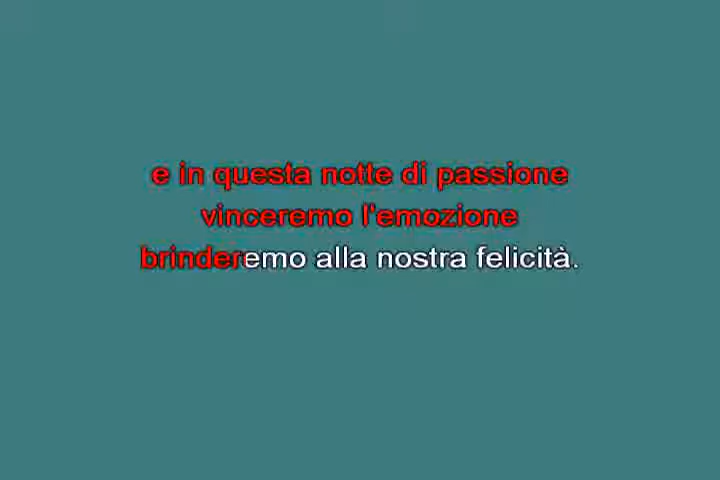 e in questa notte di passione
vinceremo l'emozione
brinderemo alla nostra felicità.